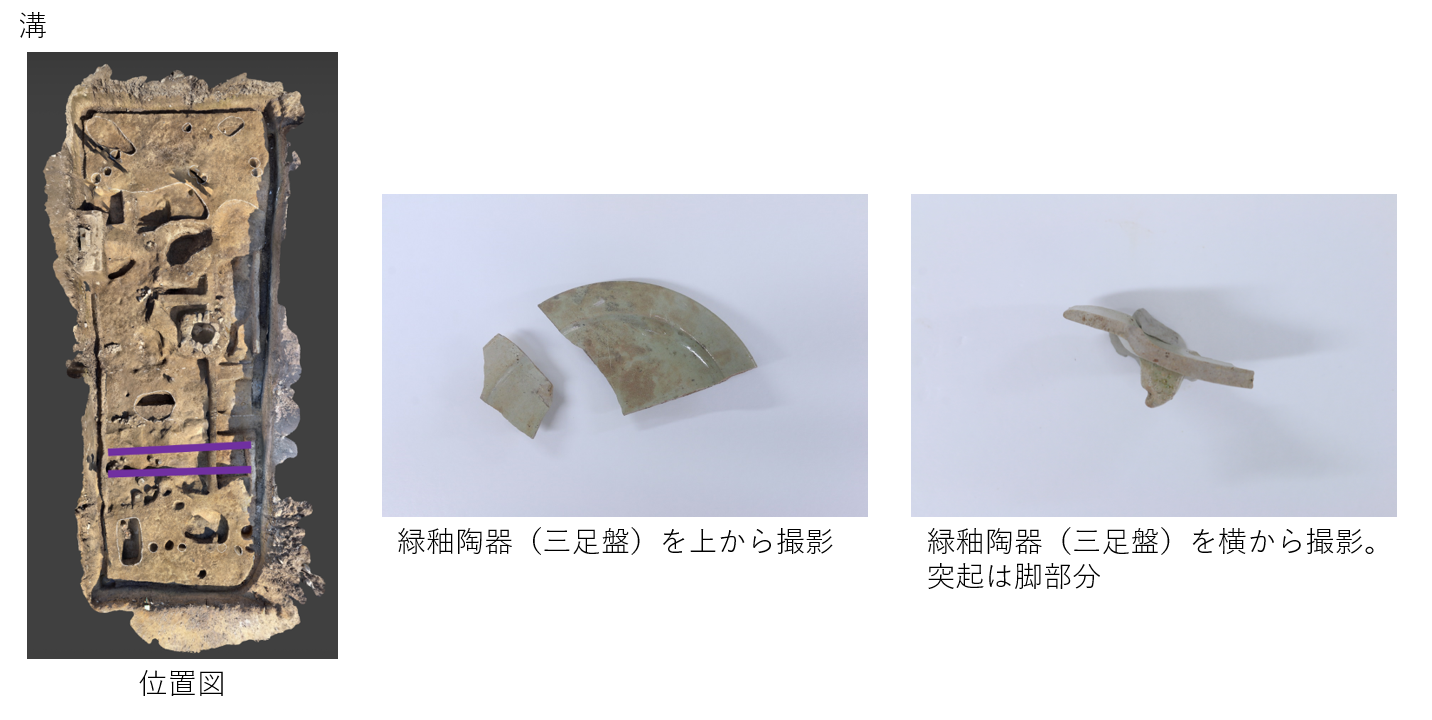 溝
位置図
緑釉陶器（三足盤）を上から撮影
緑釉陶器（三足盤）を横から撮影。
突起は脚部分